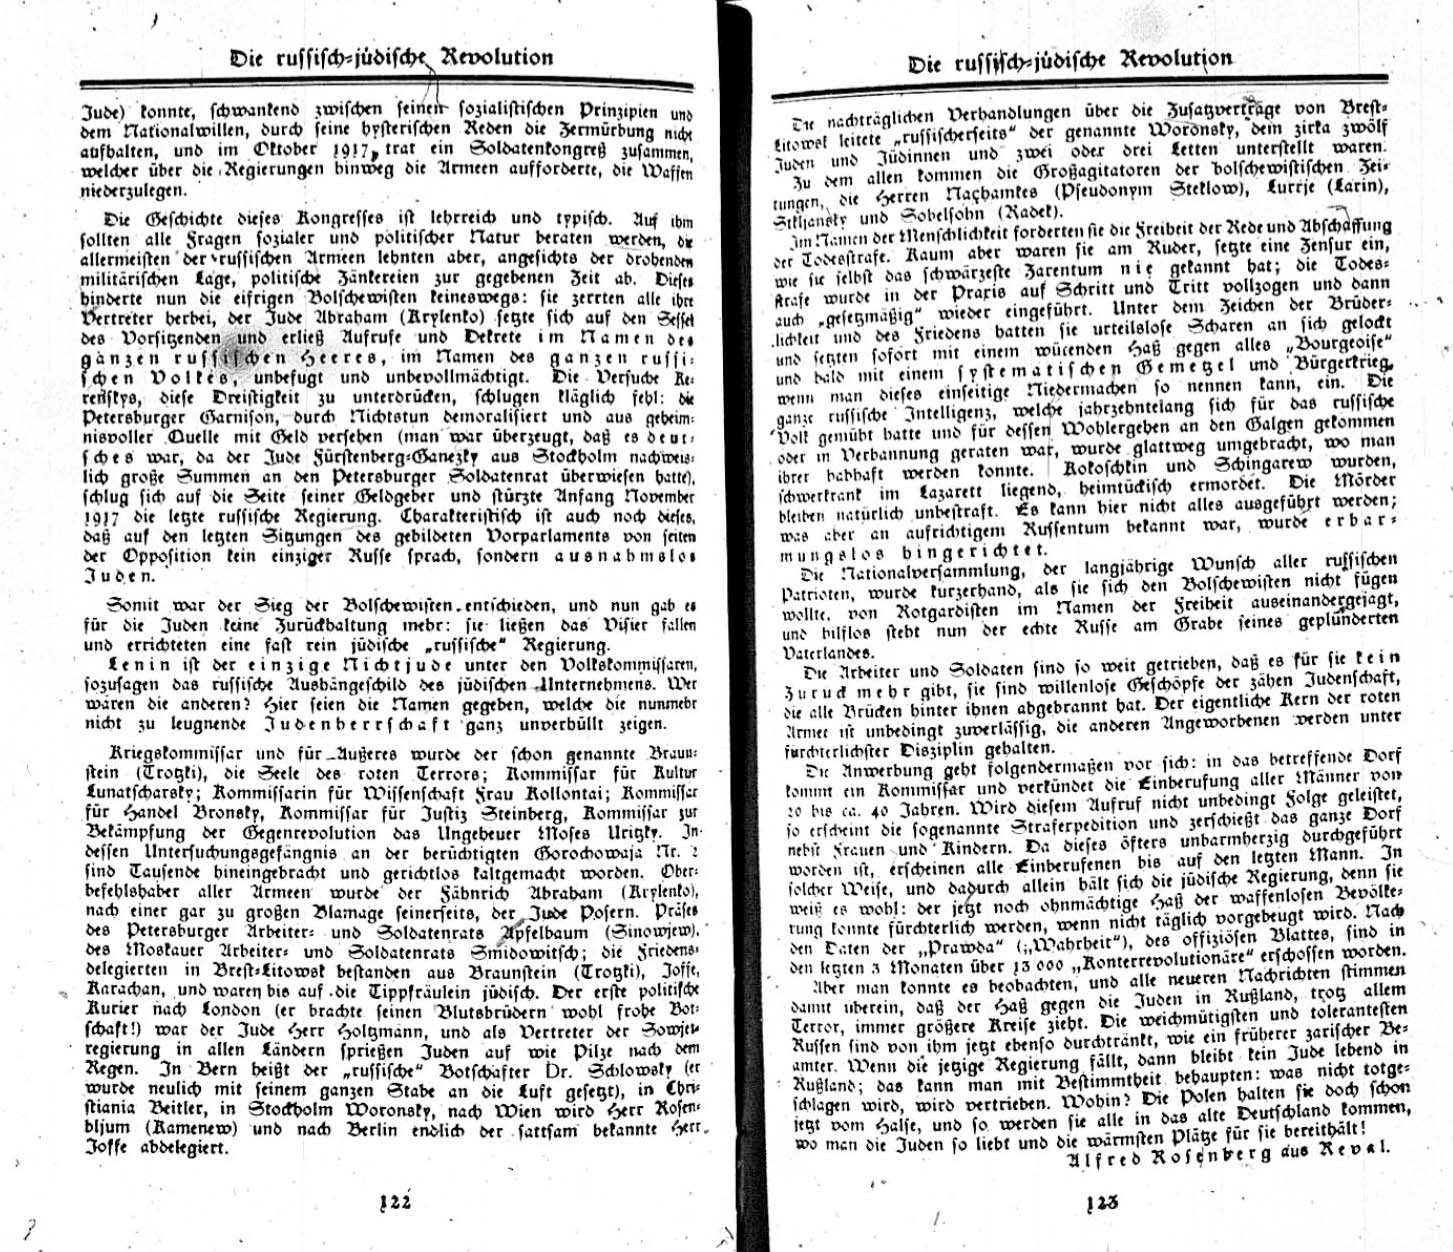 Die russisch-jüdische Revolution
Jude) konnte, schwankend zwischen seinen sozialistischen Prinzipien und
dem Nationalwillen, durch seine hysterischen Reden die Zermürbung nicht
aufhalten, und im Oktober 1917 trat ein Soldatenkongreß zusammen,
welcher über die Regierungen hinweg die Armeen aufforderte, die Waffen
niederzulegen.
Die Geschichte dieses Kongresses ist lehrreich und typisch. Auf ihm
sollten alle Fragen sozialer und politischer Natur beraten werden, die
allermeisten der russischen Armeen lehnten aber, angesichts der drohenden
militärischen Lage, politische Zänkereien zur gegebenen Zeit ab. Dieses
hinderte nun die eifrigen Bolschewisten keineswegs: sie zerrten alle ihre
Vertreter herbei, der Jude Abraham (Krylenko) setzte sich auf den Sessel
des Vorsitzenden und erließ Aufrufe und Dekrete im Namen des
ganzen russischen Heeres, im Namen des ganzen russi-
schen Volkes, unbefugt und unbevollmächtigt. Die Versuche Ke-
renskys, diese Dreistigkeit zu unterdrücken, schlugen kläglich fehl: die
Petersburger Garnison, durch Nichtstun demoralisiert und aus geheim-
nisvoller Quelle mit Geld versehen (man war überzeugt, daß es deut-
sches war, da der Jude Fürstenberg-Ganezky aus Stockholm nachweis-
lich große Summen an den Petersburger Soldatenrat überwiesen hatte),
schlug sich auf die Seite seiner Geldgeber und stürzte Anfang November
1917 die letzte russische Regierung. Charakteristisch ist auch noch dieses,
daß auf den letzten Sitzungen des gebildeten Vorparlaments von seiten
der Opposition kein einziger Russe sprach, sondern ausnahmslos
Juden.
Somit war der Sieg der Bolschewisten entschieden, und nun gab es
für die Juden keine Zurückhaltung mehr: sie ließen das Visier fallen
und errichteten eine fast rein jüdische „russische“ Regierung.
Lenin ist der einzige Nichtjude unter den Volkskommissaren,
sozusagen das russische Aushängeschild des jüdischen Unternehmens. Wer
wären die anderen? Hier seien die Namen gegeben, welche die nunmehr
nicht zu leugnende Judenherrschaft ganz unverhüllt zeigen.
Kriegskommissar und für Äußeres wurde der schon genannte Braun-
stein (Trotzki), die Seele des roten Terrors; Kommissar für Kultur
Lunatscharsky; Kommissarin für Wissenschaft Frau Kollontai; Kommissar
für Handel Bronsky, Kommissar für Justiz Steinberg, Kommissar zur
Bekämpfung der Gegenrevolution das Ungeheuer Moses Uritzky. In
dessen Untersuchungsgefängnis an der berüchtigten Gorochowaja Nr. 2
sind Tausende hineingebracht und gerichtlos kaltgemacht worden. Ober-
befehlshaber aller Armeen wurde der Fähnrich Abraham (Krylenko),
nach einer gar zu großen Blamage seinerseits, der Jude Posern. Präses
des Petersburger Arbeiter- und Soldatenrats Apfelbaum (Sinowjew),
des Moskauer Arbeiter- und Soldatenrats Smidowitsch; die Friedens-
delegierten in Brest-Litowsk bestanden aus Braunstein (Trotzki), Joffe,
Karachan, und waren bis auf die Tippfräulein jüdisch. Der erste politische
Kurier nach London (er brachte seinen Blutsbrüdern wohl frohe Bot-
schaft!) war der Jude Herr Holtzmann, und als Vertreter der Sowjet-
regierung in allen Ländern sprießen Juden auf wie Pilze nach dem
Regen. In Bern heißt der „russische“ Botschafter Dr. Schlowsky (er
wurde neulich mit seinem ganzen Stabe an die Luft gesetzt), in Chri-
stiania Beitler, in Stockholm Woronsky, nach Wien wird Herr Rosen-
bljum (Kamenew) und nach Berlin endlich der sattsam bekannte Herr
Joffe abdelegiert.
122
Die russisch-jüdische Revolution
Die nachträglichen Verhandlungen über die Zusatzverträge von Brest-
Litowsk leitete „russischerseits“ der genannte Woronsky, dem zirka zwölf
Juden und Jüdinnen und zwei oder drei Letten unterstellt waren.
Zu dem allen kommen die Großagitatoren der bolschewistischen Zei-
tungen, die Herren Nachamkes (Pseudonym Steklow), Lurrje (Larin),
Stkljansky und Sobelsohn (Radek).
Im Namen der Menschlichkeit forderten sie die Freiheit der Rede und Abschaffung
der Todesstrafe. Kaum aber waren sie am Ruder, setzte eine Zensur ein,
wie sie selbst das schwärzeste Zarentum nie gekannt hat; die Todes-
strafe wurde in der Praxis auf Schritt und Tritt vollzogen und dann
auch „gesetzmäßig“ wieder eingeführt. Unter dem Zeichen der Brüder-
lichkeit und des Friedens hatten sie urteilslose Scharen an sich gelockt
und setzten sofort mit einem wütenden Haß gegen alles „Bourgeoise“
und bald mit einem systematischen Gemetzel und Bürgerkrieg,
wenn man dieses einseitige Niedermachen so nennen kann, ein. Die
ganze russische Intelligenz, welche jahrzehntelang sich für das russische
Volk gemüht hatte und für dessen Wohlergehen an den Galgen gekommen
oder in Verbannung geraten war, wurde glattweg umgebracht, wo man
ihrer habhaft werden konnte. Kokoschkin und Schingarew wurden,
schwerkrank im Lazarett liegend, heimtückisch ermordet. Die Mörder
bleiben natürlich unbestraft. Es kann hier nicht alles ausgeführt werden;
was aber an aufrichtigem Russentum bekannt war, wurde erbar-
mungslos hingerichtet.
Die Nationalversammlung, der langjährige Wunsch aller russischen
Patrioten, wurde kurzerhand, als sie sich den Bolschewisten nicht fügen
wollte, von Rotgardisten im Namen der Freiheit auseinandergejagt,
und hilflos steht nun der echte Russe am Grabe seines geplünderten
Vaterlandes.
Die Arbeiter und Soldaten sind so weit getrieben, daß es für sie kein
Zurück mehr gibt, sie sind willenlose Geschöpfe der zähen Judenschaft,
die alle Brücken hinter ihnen abgebrannt hat. Der eigentliche Kern der roten
Armee ist unbedingt zuverlässig, die anderen Angeworbenen werden unter
fürchterlichster Disziplin gehalten.
Die Anwerbung geht folgendermaßen vor sich: in das betreffende Dorf
kommt ein Kommissar und verkündet die Einberufung aller Männer von
20 bis ca. 40 Jahren. Wird diesem Aufruf nicht unbedingt Folge geleistet,
so erscheint die sogenannte Strafexpedition und zerschießt das ganze Dorf
nebst Frauen und Kindern. Da dieses öfters unbarmherzig durchgeführt
worden ist, erscheinen alle Einberufenen bis auf den letzten Mann. In
solcher Weise, und dadurch allein hält sich die jüdische Regierung, denn sie
weiß es wohl: der jetzt noch ohnmächtige Haß der waffenlosen Bevölke-
rung könnte fürchterlich werden, wenn nicht täglich vorgebeugt wird. Nach
den Daten der „Prawda“ („Wahrheit“), des offiziösen Blattes, sind in
den letzten 3 Monaten über 13 000 „Konterrevolutionäre“ erschossen worden.
Aber man konnte es beobachten, und alle neueren Nachrichten stimmen
damit überein, daß der Haß gegen die Juden in Rußland, trotz allem
Terror, immer größere Kreise zieht. Die weichmütigsten und tolerantesten
Russen sind von ihm jetzt ebenso durchtränkt, wie ein früherer zarischer Be-
amter. Wenn die jetzige Regierung fällt, dann bleibt kein Jude lebend in
Rußland; das kann man mit Bestimmtheit behaupten: was nicht totge-
schlagen wird, wird vertrieben. Wohin? Die Polen halten sie doch schon
jetzt vom Halse, und so werden sie alle in das alte Deutschland kommen,
wo man die Juden so liebt und die wärmsten Plätze für sie bereithält!
Alfred Rosenberg aus Reval.
123